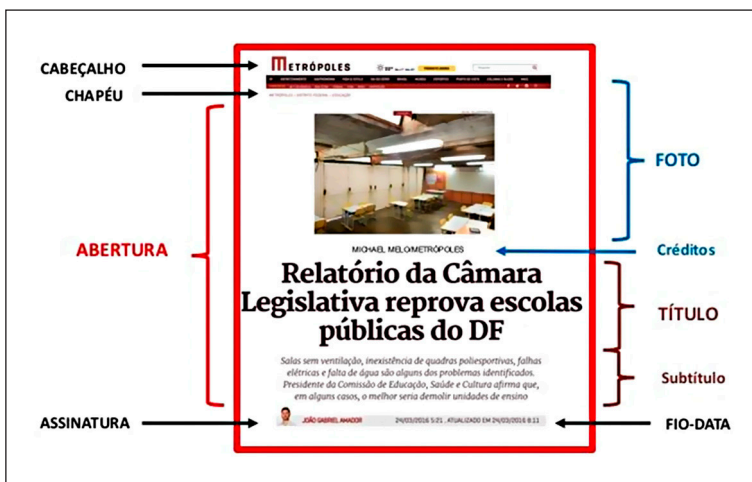 CABEÇALHO
METRÓPOLES
CHAPÉU
FOTO
ABERTURA
MICHAEL MELO/METRÓPOLES
Créditos
Relatório da Câmara
Legislativa reprova escolas
públicas do DF
TÍTULO
Salas sem ventilação, inexistência de quadras poliesportivas, falhas
elétricas e falta de água são alguns dos problemas identificados.
Presidente da Comissão de Educação, Saúde e Cultura afirma que,
em alguns casos, o melhor seria demolir unidades de ensino
Subtítulo
ASSINATURA
JOÃO GABRIEL AMADOR
24/03/2016 5:21 , ATUALIZADO EM 24/03/2016 8:11
FIO-DATA